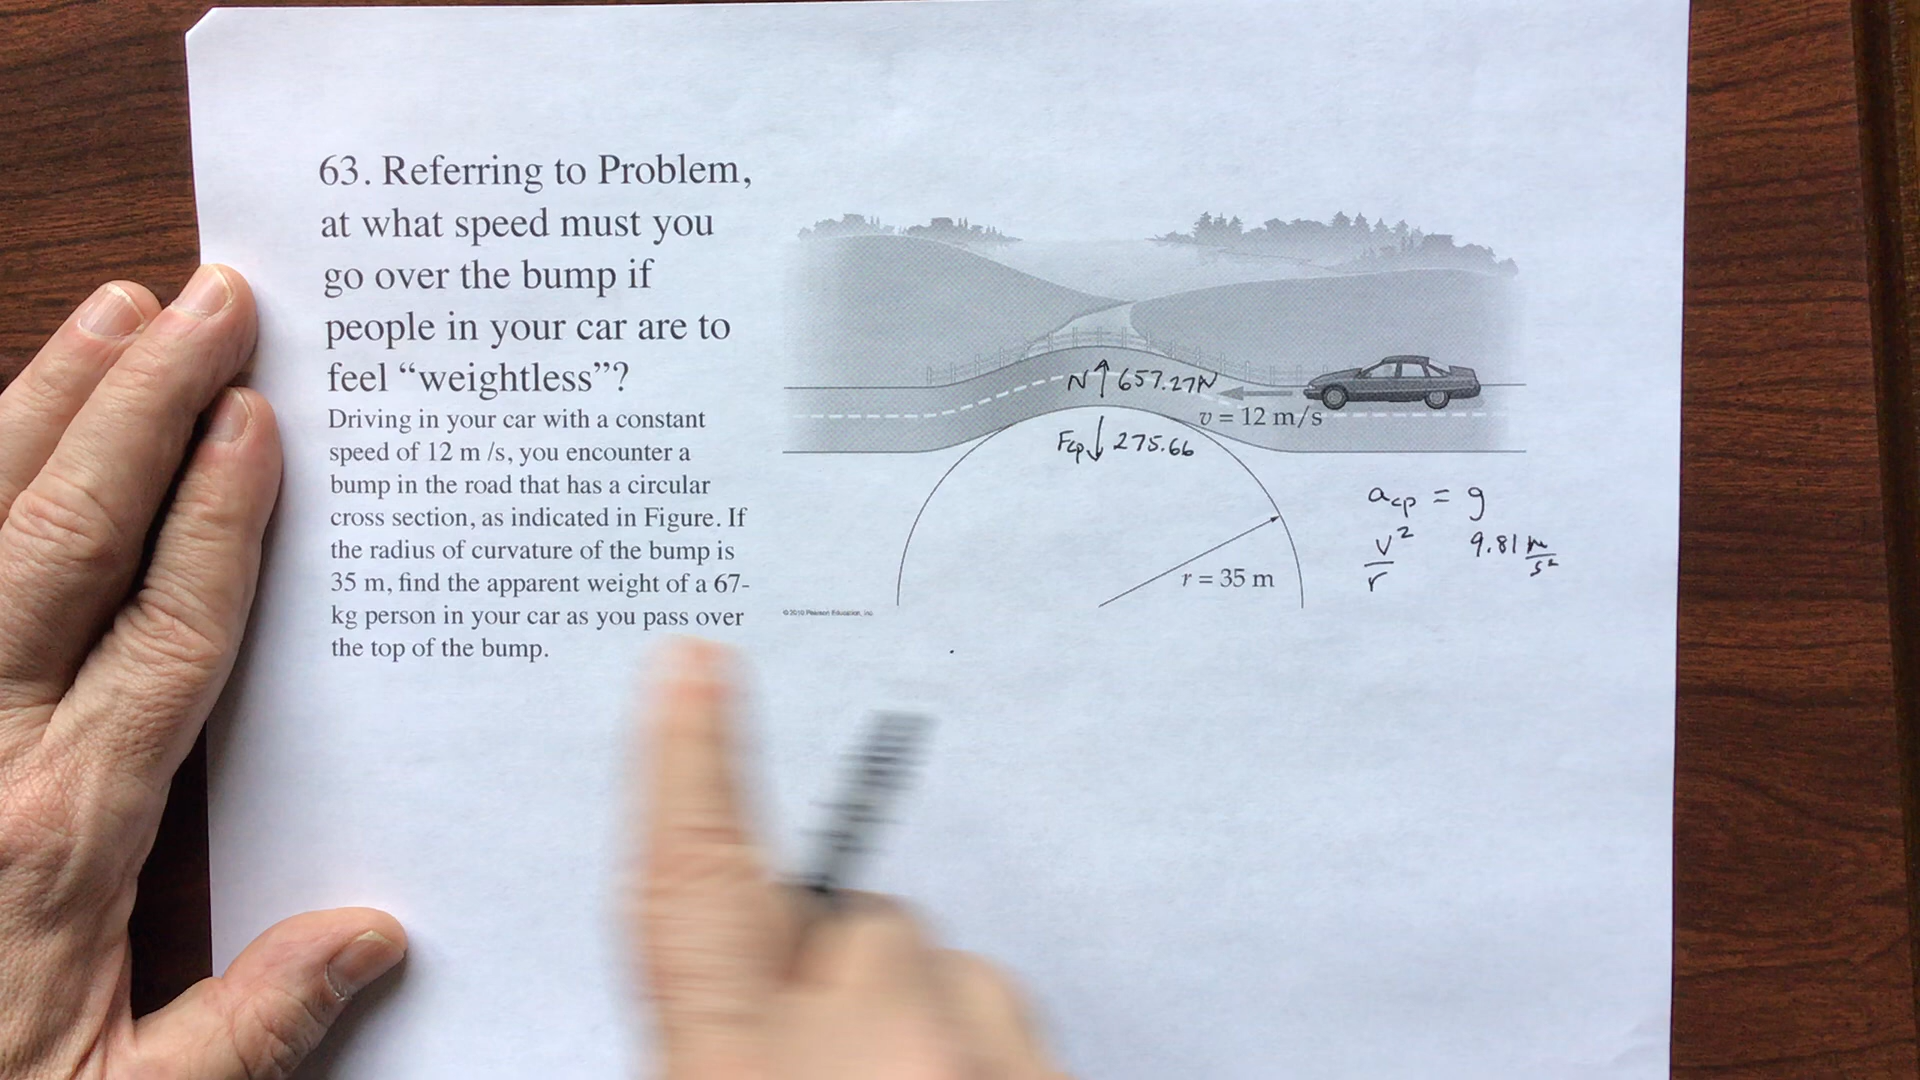 63. Referring to Problem,
at what speed must you
go over the bump if
people in your car are to
feel “weightless”?
Driving in your car with a constant
speed of 12 m /s, you encounter a
bump in the road that has a circular
cross section, as indicated in Figure. If
the radius of curvature of the bump is
35 m, find the apparent weight of a 67-
kg person in your car as you pass over
the top of the bump.
N↑ 657.27N
v = 12 m/s
Fcp↓ 275.66
r = 35 m
© 2010 Pearson Education, Inc.
acp = g
v²/r 9.81 m/s²